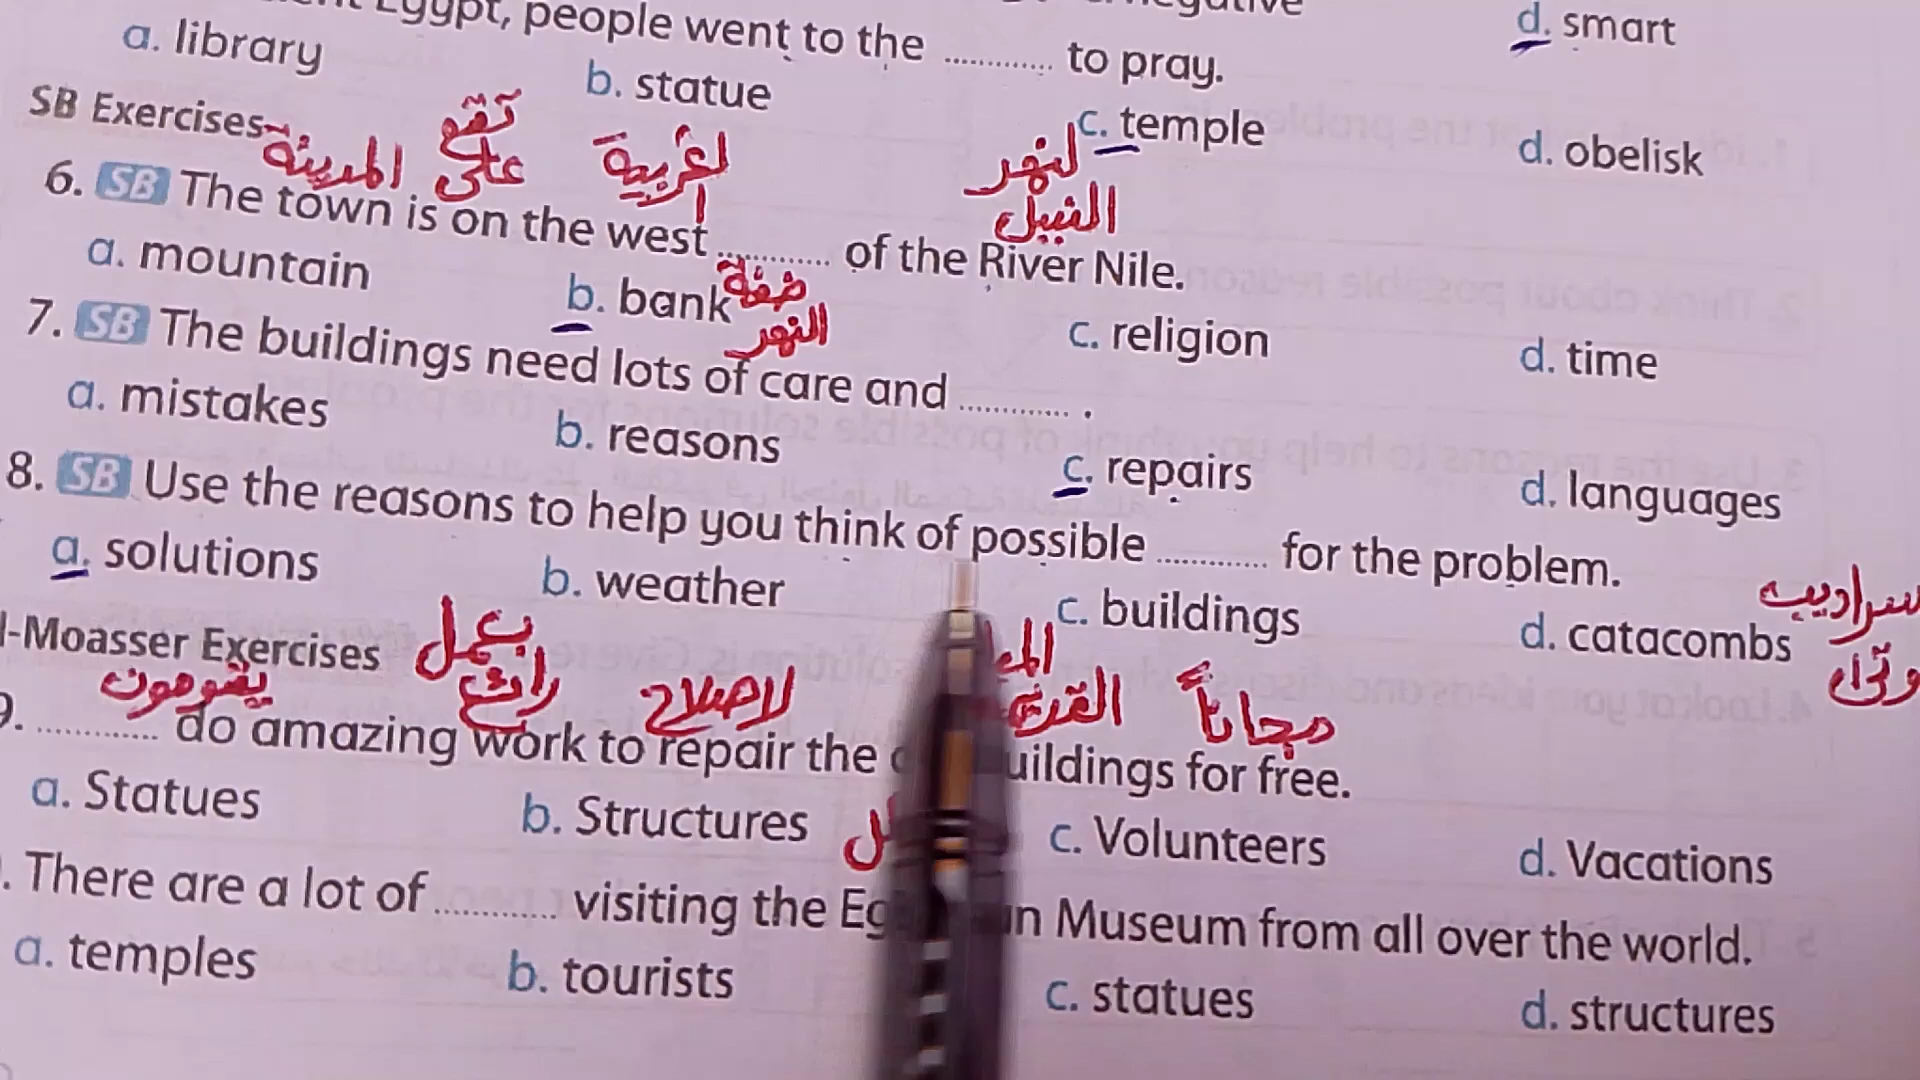 Egypt, people went to the ............ to pray.
a. library b. statue c. temple d. obelisk
d. smart
SB Exercises
المدينة تقع على الغربية لنهر النيل
6. SB The town is on the west ............ of the River Nile.
a. mountain b. bank ضفة النهر c. religion d. time
7. SB The buildings need lots of care and ............ .
a. mistakes b. reasons c. repairs d. languages
8. SB Use the reasons to help you think of possible ............ for the problem.
a. solutions b. weather c. buildings d. catacombs سراديب
l-Moasser Exercises
يقومون بعمل رائع لاصلاح مجاناً
............ do amazing work to repair the uildings for free.
a. Statues b. Structures c. Volunteers d. Vacations
. There are a lot of ............ visiting the Eg n Museum from all over the world.
a. temples b. tourists c. statues d. structures